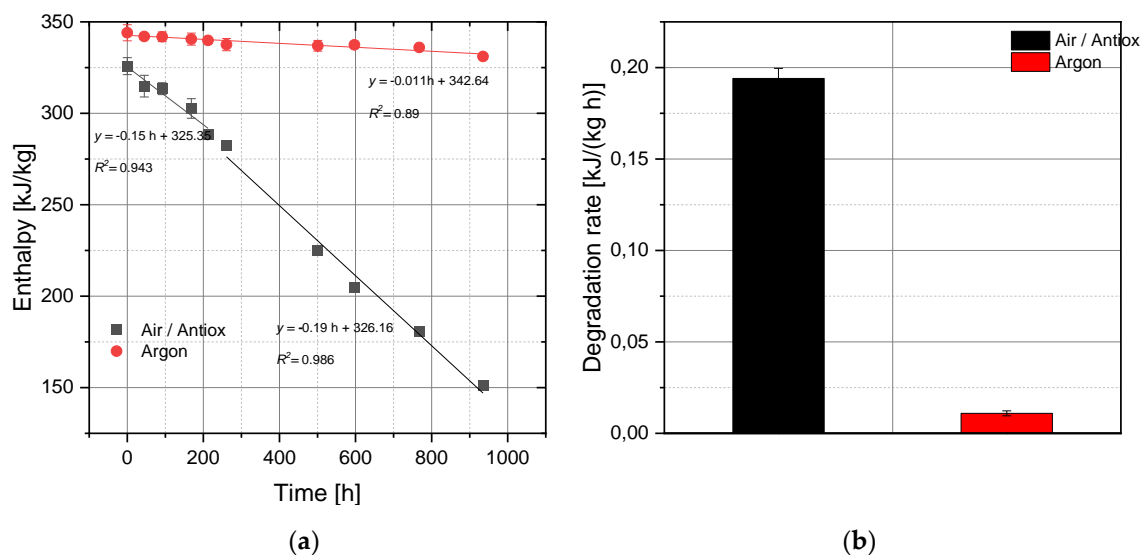 350
300
250
200
150
Enthalpy [kJ/kg]
y = -0.011h + 342.64
R² = 0.89
y = -0.15 h + 325.35
R² = 0.943
y = -0.19 h + 326.16
R² = 0.986
Air / Antiox
Argon
0 200 400 600 800 1000
Time [h]
(a)
Air / Antiox
Argon
0,20
0,15
0,10
0,05
0,00
Degradation rate [kJ/(kg h)]
(b)